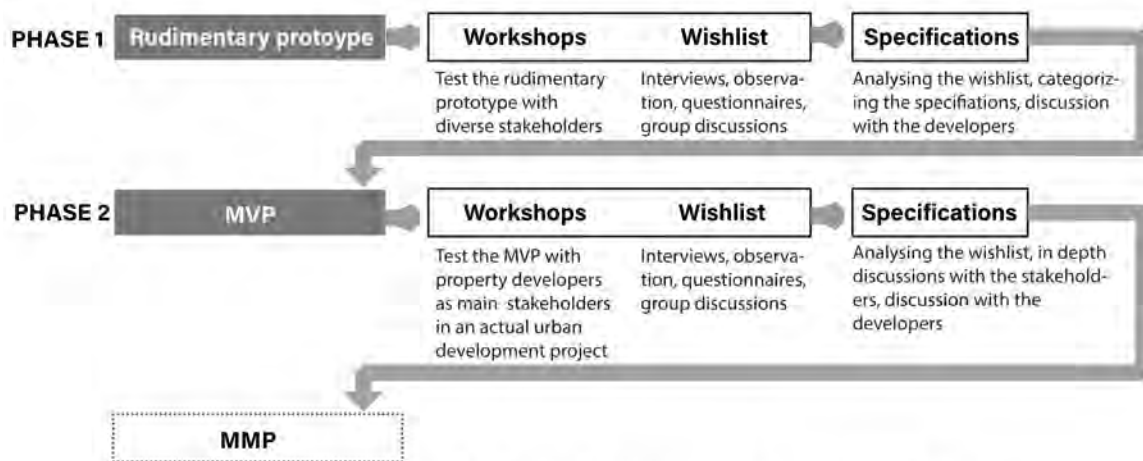 PHASE 1
Rudimentary protoype
Workshops
Wishlist
Specifications
Test the rudimentary
prototype with
diverse stakeholders
Interviews, observa-
tion, questionnaires,
group discussions
Analysing the wishlist, categoriz-
ing the specifiations, discussion
with the developers
PHASE 2
MVP
Workshops
Wishlist
Specifications
Test the MVP with
property developers
as main stakeholders
in an actual urban
development project
Interviews, observa-
tion, questionnaires,
group discussions
Analysing the wishlist, in depth
discussions with the stakehold-
ers, discussion with the
developers
MMP